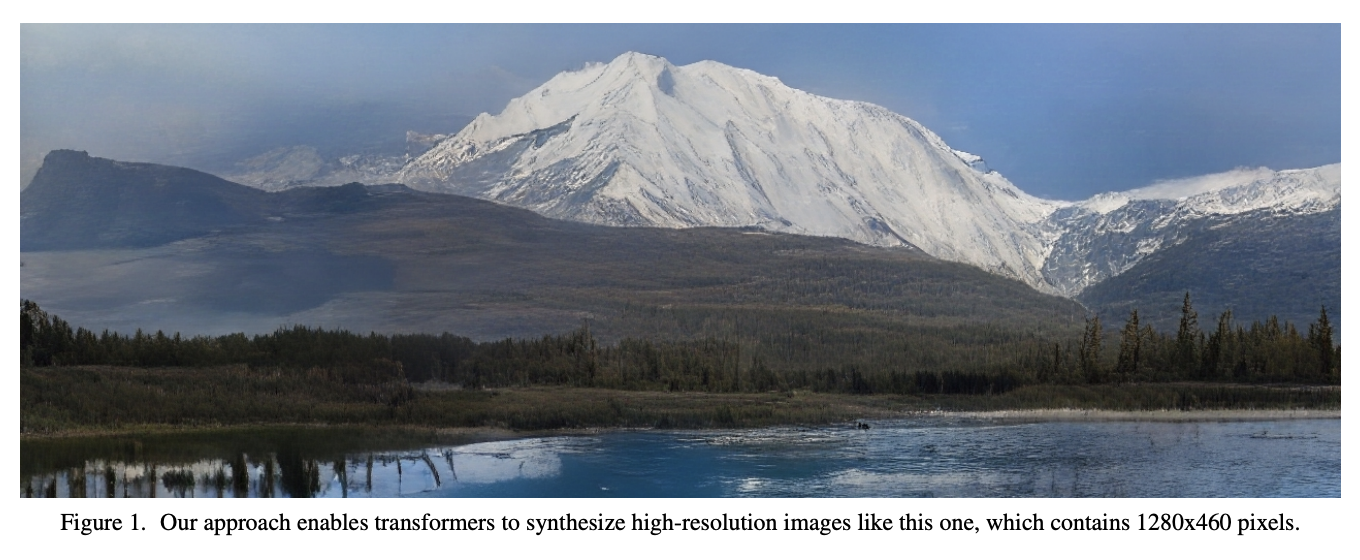 Figure 1. Our approach enables transformers to synthesize high-resolution images like this one, which contains 1280x460 pixels.